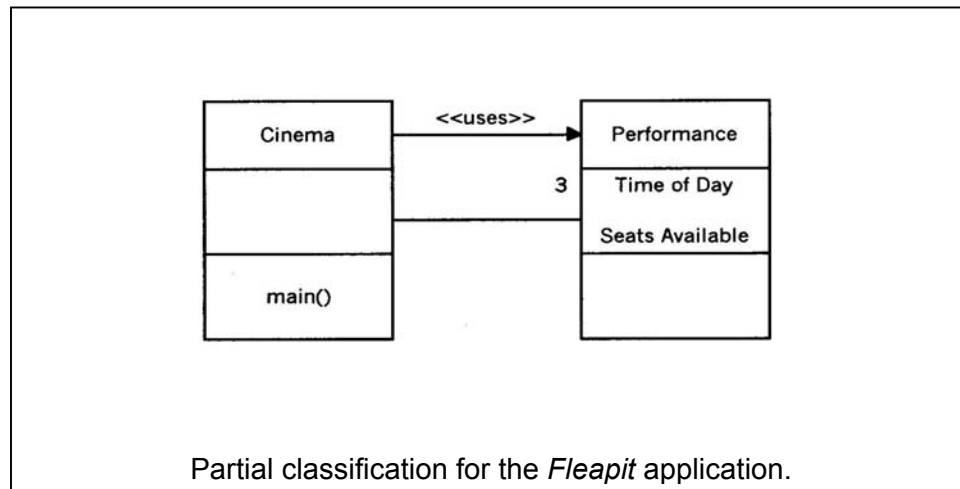 Cinema
<<uses>>
Performance
3
Time of Day
Seats Available
main()
Partial classification for the Fleapit application.